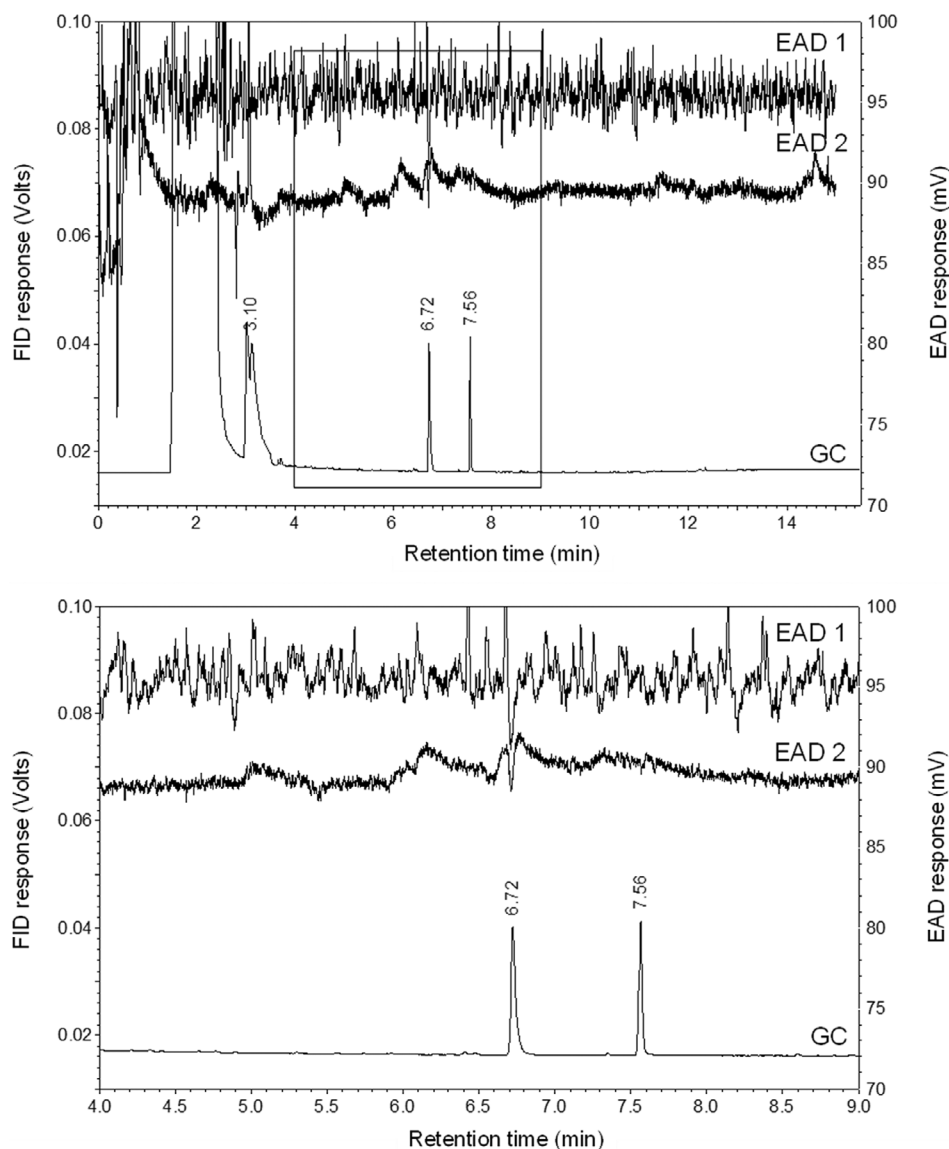 0.10
0.08
0.06
0.04
0.02
FID response (Volts)
100
95
90
85
80
75
70
EAD response (mV)
EAD 1
EAD 2
3.10
6.72
7.56
GC
0 2 4 6 8 10 12 14
Retention time (min)
0.10
0.08
0.06
0.04
0.02
FID response (Volts)
100
95
90
85
80
75
70
EAD response (mV)
EAD 1
EAD 2
6.72
7.56
GC
4.0 4.5 5.0 5.5 6.0 6.5 7.0 7.5 8.0 8.5 9.0
Retention time (min)